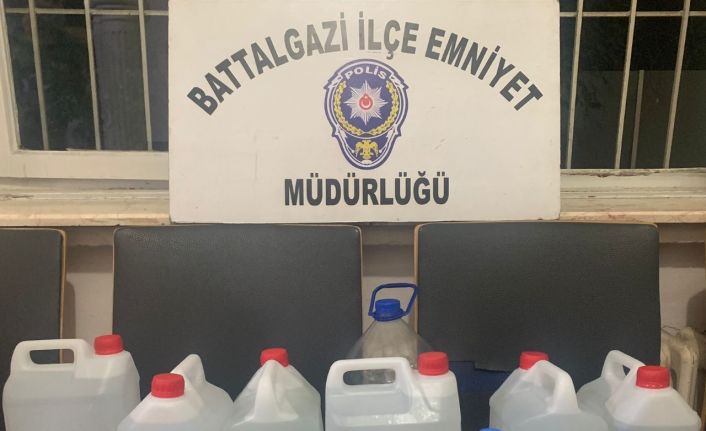 BATTALGAZİ İLÇE EMNİYET
POLİS
MÜDÜRLÜĞÜ